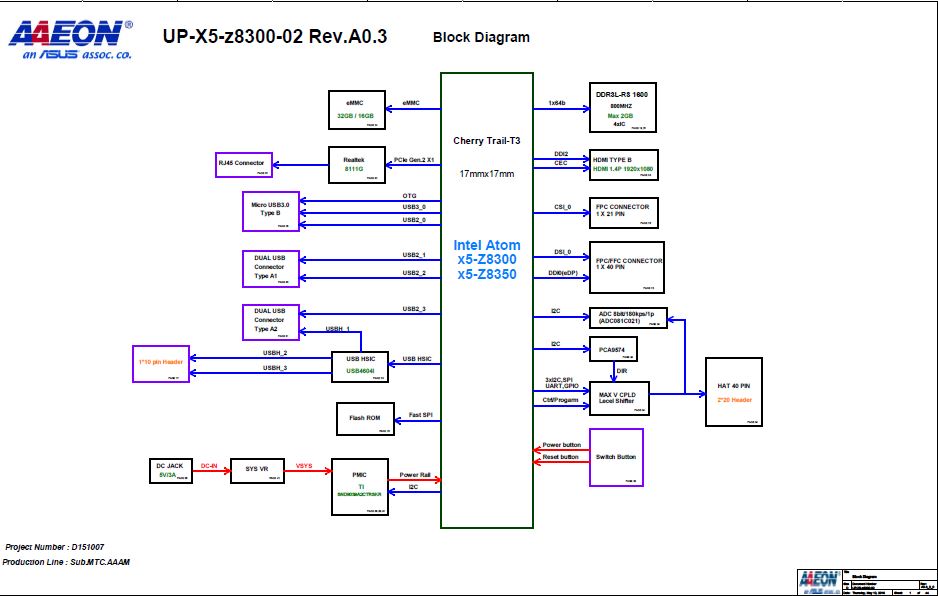 AAEON®
an ASUS assoc. co.
UP-X5-z8300-02 Rev.A0.3
Block Diagram
eMMC
32GB / 16GB
eMMC
1x64b
DDR3L-RS 1600
800MHZ
Max 2GB
4xIC
Cherry Trail-T3
17mmx17mm
RJ45 Connector
Realtek
8111G
PCIe Gen.2 X1
DDI2
CEC
HDMI TYPE B
HDMI 1.4P 1920x1080
Micro USB3.0
Type B
OTG
USB3_0
USB2_0
CSI_0
FPC CONNECTOR
1 X 21 PIN
Intel Atom
x5-Z8300
x5-Z8350
DUAL USB
Connector
Type A1
USB2_1
USB2_2
DSI_0
DDI0(eDP)
FPC/FFC CONNECTOR
1 X 40 PIN
DUAL USB
Connector
Type A2
USB2_3
USBH_1
I2C
ADC 8bit/180kps/1p
(ADC081C021)
1*10 pin Header
USBH_2
USBH_3
USB HSIC
USB4604I
USB HSIC
I2C
PCA9574
DIR
3xI2C,SPI
UART,GPIO
Ctrl/Progarm
MAX V CPLD
Lecel Shifter
HAT 40 PIN
2*20 Header
Flash ROM
Fast SPI
Power button
Reset button
Switch Button
DC JACK
5V/3A
DC-IN
SYS VR
VSYS
PMIC
TI
Power Rail
I2C
Project Number : D151007
Production Line : Sub.MTC.AAAM
AAEON
Block Diagram